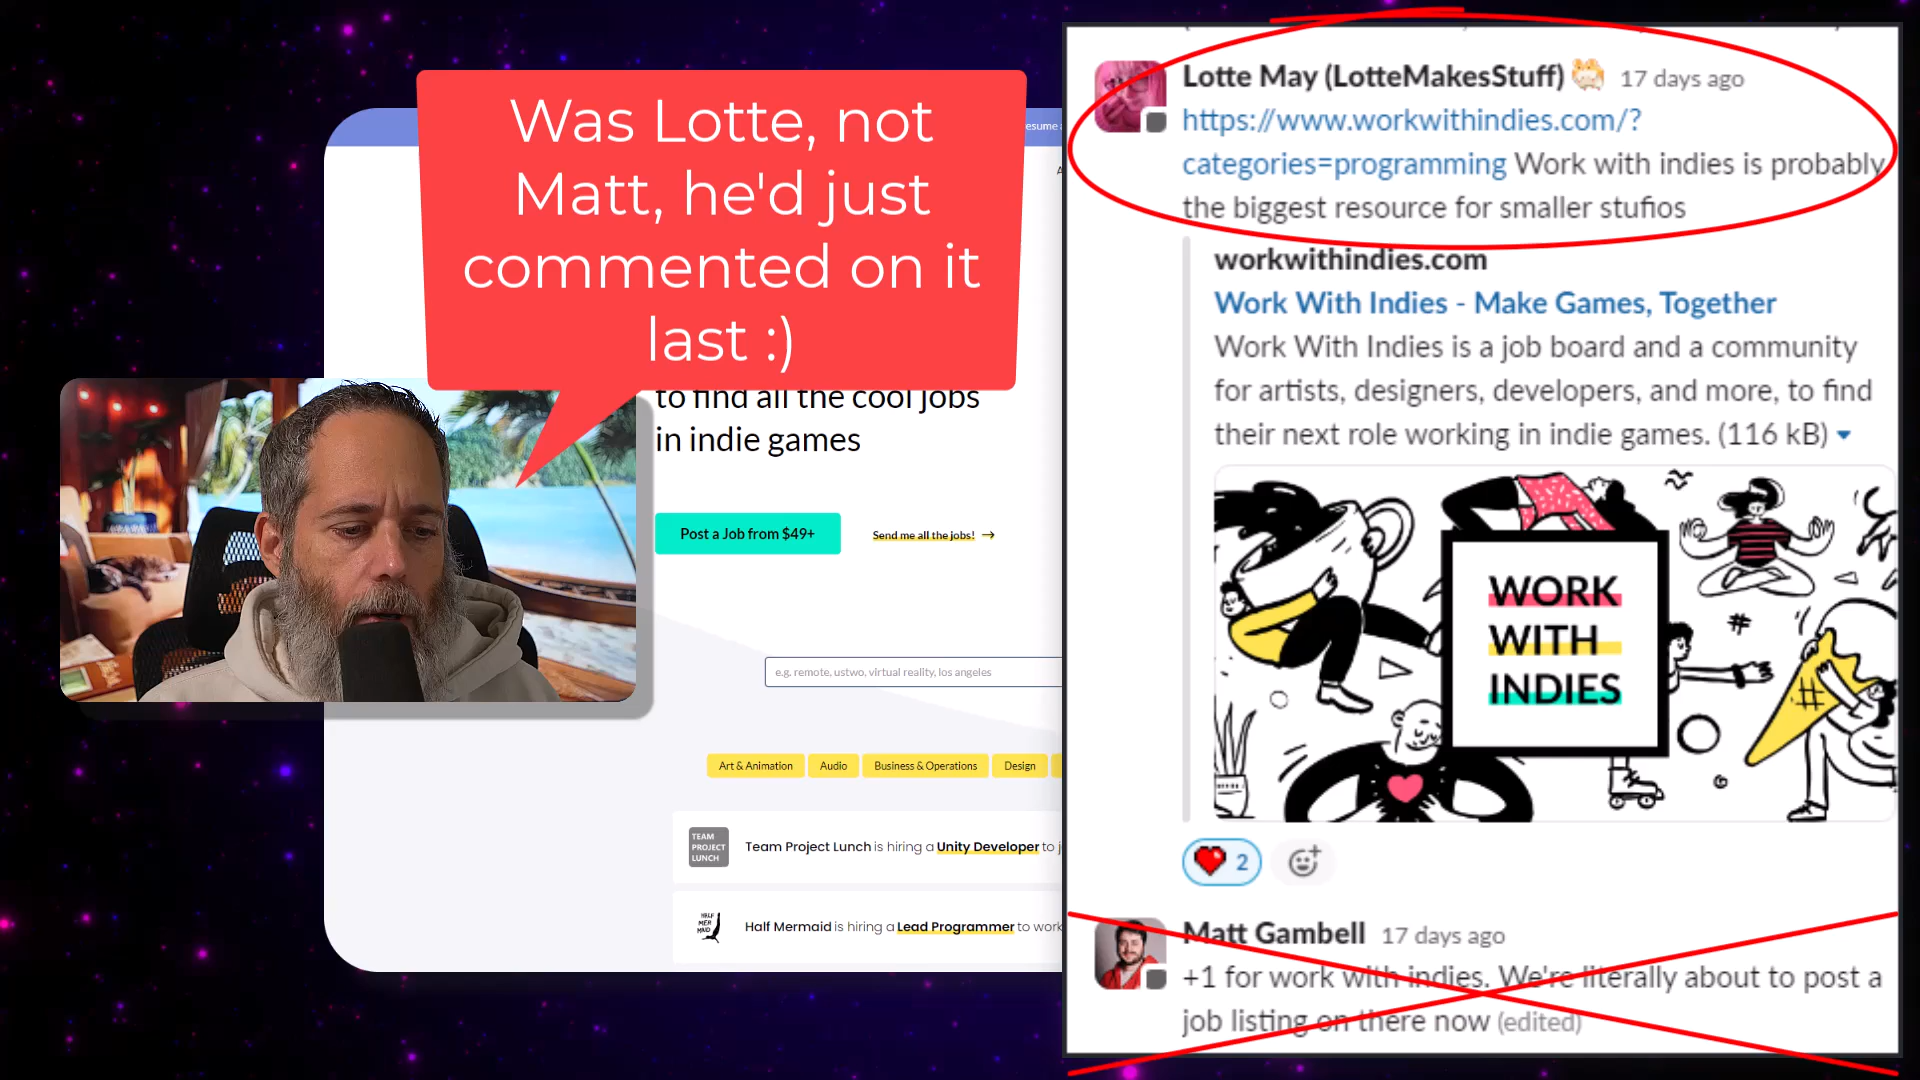 Was Lotte, not
Matt, he'd just
commented on it
last :)
to find all the cool jobs
in indie games
Post a Job from $49+
Send me all the jobs! →
e.g. remote, ustwo, virtual reality, los angeles
Art & Animation
Audio
Business & Operations
Design
TEAM
PROJECT
LUNCH
Team Project Lunch is hiring a Unity Developer to
HALF
MER
MAID
Half Mermaid is hiring a Lead Programmer to work
Lotte May (LotteMakesStuff) 17 days ago
https://www.workwithindies.com/?
categories=programming Work with indies is probably
the biggest resource for smaller stufios
workwithindies.com
Work With Indies - Make Games, Together
Work With Indies is a job board and a community
for artists, designers, developers, and more, to find
their next role working in indie games. (116 kB)
WORK
WITH
INDIES
2
Matt Gambell 17 days ago
+1 for work with indies. We're literally about to post a
job listing on there now (edited)